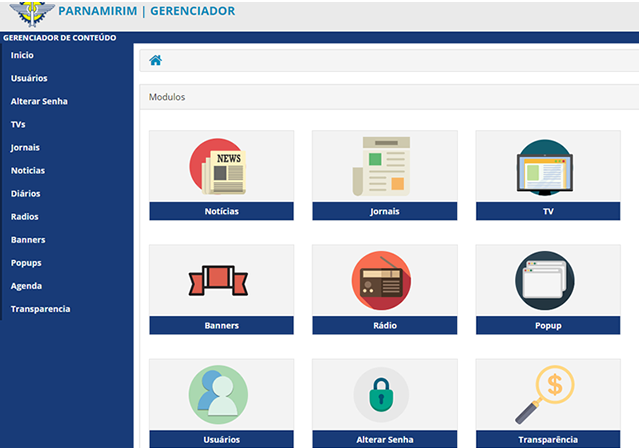 PARNAMIRIM | GERENCIADOR
GERENCIADOR DE CONTEÚDO
Inicio
Usuários
Alterar Senha
TVs
Jornais
Noticias
Diários
Radios
Banners
Popups
Agenda
Transparencia
Modulos
NEWS
Notícias
Jornais
TV
Banners
Rádio
Popup
$
Usuários
Alterar Senha
Transparência